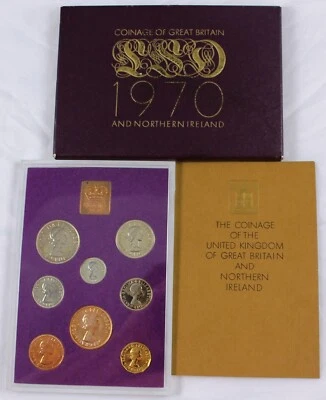 COINAGE OF GREAT BRITAIN
LSD
1970
AND NORTHERN IRELAND
THE COINAGE
OF THE
UNITED KINGDOM
OF GREAT BRITAIN
AND
NORTHERN
IRELAND